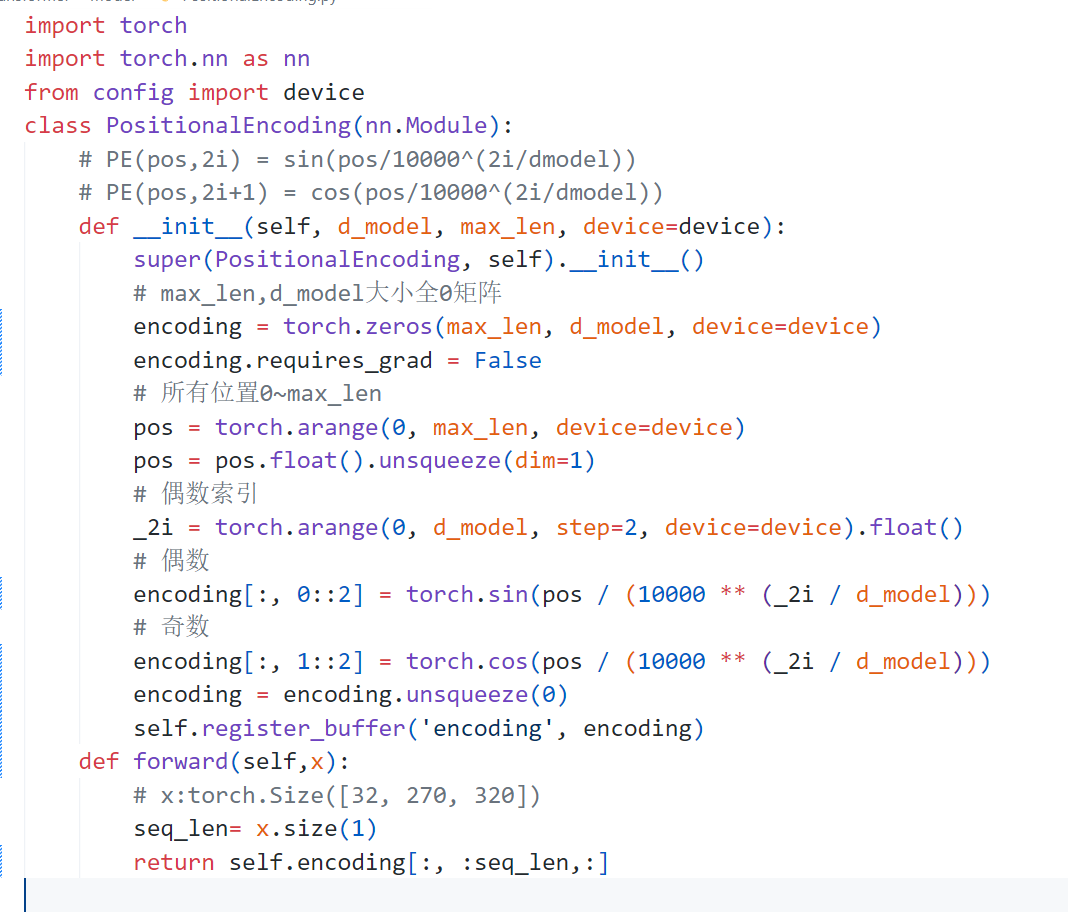 PositionalEncoding.py
import torch
import torch.nn as nn
from config import device
class PositionalEncoding(nn.Module):
    # PE(pos,2i) = sin(pos/10000^(2i/dmodel))
    # PE(pos,2i+1) = cos(pos/10000^(2i/dmodel))
    def __init__(self, d_model, max_len, device=device):
        super(PositionalEncoding, self).__init__()
        # max_len,d_model大小全0矩阵
        encoding = torch.zeros(max_len, d_model, device=device)
        encoding.requires_grad = False
        # 所有位置0~max_len
        pos = torch.arange(0, max_len, device=device)
        pos = pos.float().unsqueeze(dim=1)
        # 偶数索引
        _2i = torch.arange(0, d_model, step=2, device=device).float()
        # 偶数
        encoding[:, 0::2] = torch.sin(pos / (10000 ** (_2i / d_model)))
        # 奇数
        encoding[:, 1::2] = torch.cos(pos / (10000 ** (_2i / d_model)))
        encoding = encoding.unsqueeze(0)
        self.register_buffer('encoding', encoding)
    def forward(self,x):
        # x:torch.Size([32, 270, 320])
        seq_len= x.size(1)
        return self.encoding[:, :seq_len,:]